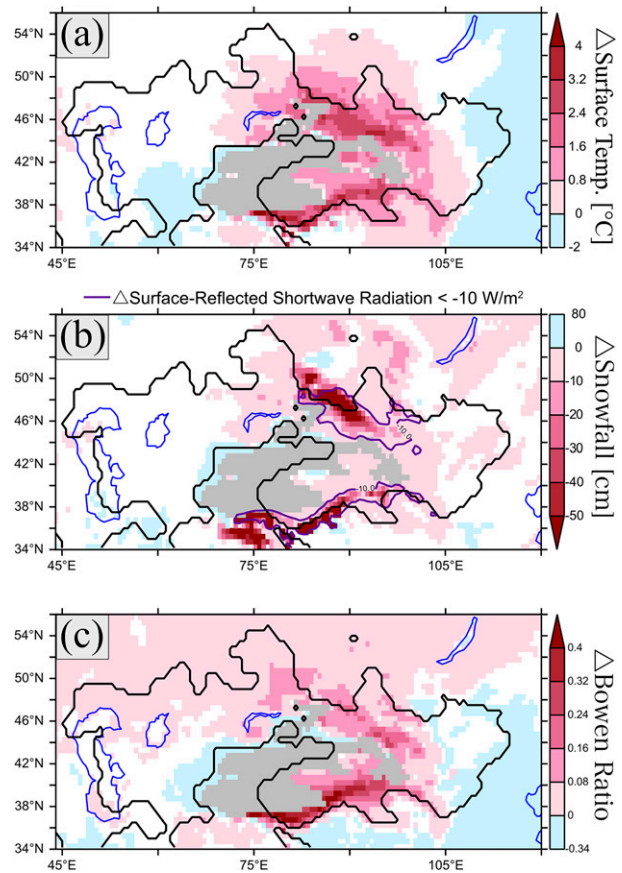 (a)
54°N
50°N
46°N
42°N
38°N
34°N
45°E 75°E 105°E
4
3.2
2.4
1.6
0.8
0
-2
△Surface Temp. [°C]
△Surface-Reflected Shortwave Radiation < -10 W/m²
(b)
54°N
50°N
46°N
42°N
38°N
34°N
-10.0
-10.0
45°E 75°E 105°E
80
0
-10
-20
-30
-40
-50
△Snowfall [cm]
(c)
54°N
50°N
46°N
42°N
38°N
34°N
45°E 75°E 105°E
0.4
0.32
0.24
0.16
0.08
0
-0.34
△Bowen Ratio